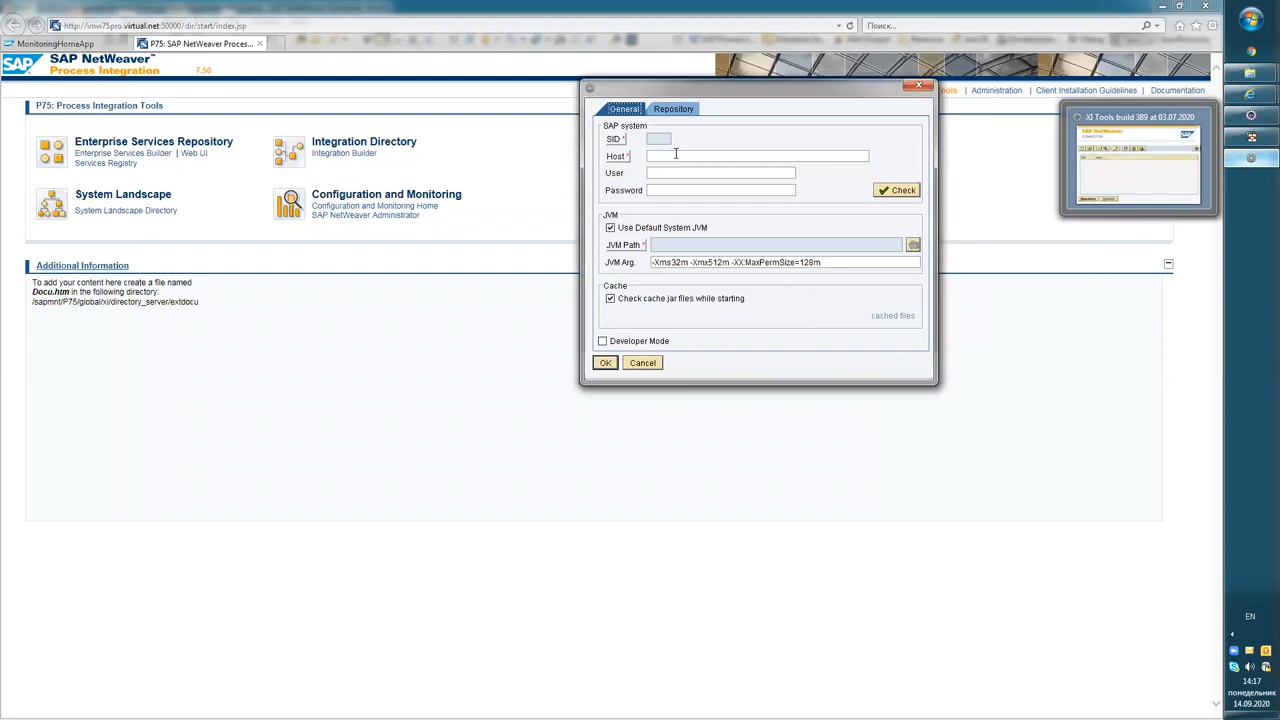 http://vnw75pro.virtual.net:50000/dir/start/index.jsp
Поиск...
MonitoringHomeApp
P75: SAP NetWeaver Proces...
SAP
SAP NetWeaver™
Process Integration
7.50
ools | Administration | Client Installation Guidelines | Documentation
P75: Process Integration Tools
Enterprise Services Repository
Enterprise Services Builder | Web UI
Services Registry
Integration Directory
Integration Builder
System Landscape
System Landscape Directory
Configuration and Monitoring
Configuration and Monitoring Home
SAP NetWeaver Administrator
Additional Information
To add your content here create a file named
Docu.htm in the following directory:
/sapmnt/P75/global/xi/directory_server/extdocu
General
Repository
SAP system
SID *
Host *
User
Password
Check
JVM
Use Default System JVM
JVM Path *
JVM Arg.
-Xms32m -Xmx512m -XX:MaxPermSize=128m
Cache
Check cache jar files while starting
cached files
Developer Mode
OK
Cancel
XI Tools build 389 at 03.07.2020
SAP NetWeaver
SAP
EN
14:17
понедельник
14.09.2020